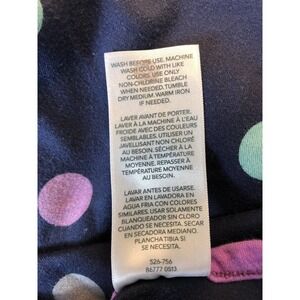 WASH BEFORE USE. MACHINE
WASH COLD WITH LIKE
COLORS. USE ONLY
NON-CHLORINE BLEACH
WHEN NEEDED. TUMBLE
DRY MEDIUM. WARM IRON
IF NEEDED.
LAVER AVANT DE PORTER.
LAVER À LA MACHINE À L'EAU
FROIDE AVEC DES COULEURS
SEMBLABLES. UTILISER UN
JAVELLISANT NON CHLORÉ
AU BESOIN. SÉCHER À LA
MACHINE À TEMPÉRATURE
MOYENNE. REPASSER À
TEMPÉRATURE MOYENNE
AU BESOIN.
LAVAR ANTES DE USARSE.
LAVAR EN LAVADORA EN
AGUA FRIA CON COLORES
SIMILARES. USAR SOLAMENTE
BLANQUEADOR SIN CLORO
CUANDO SE NECESITA. SECAR
EN SECADORA MEDIANO.
PLANCHA TIBIA SI
SE NECESITA.
526-756
86777 0513